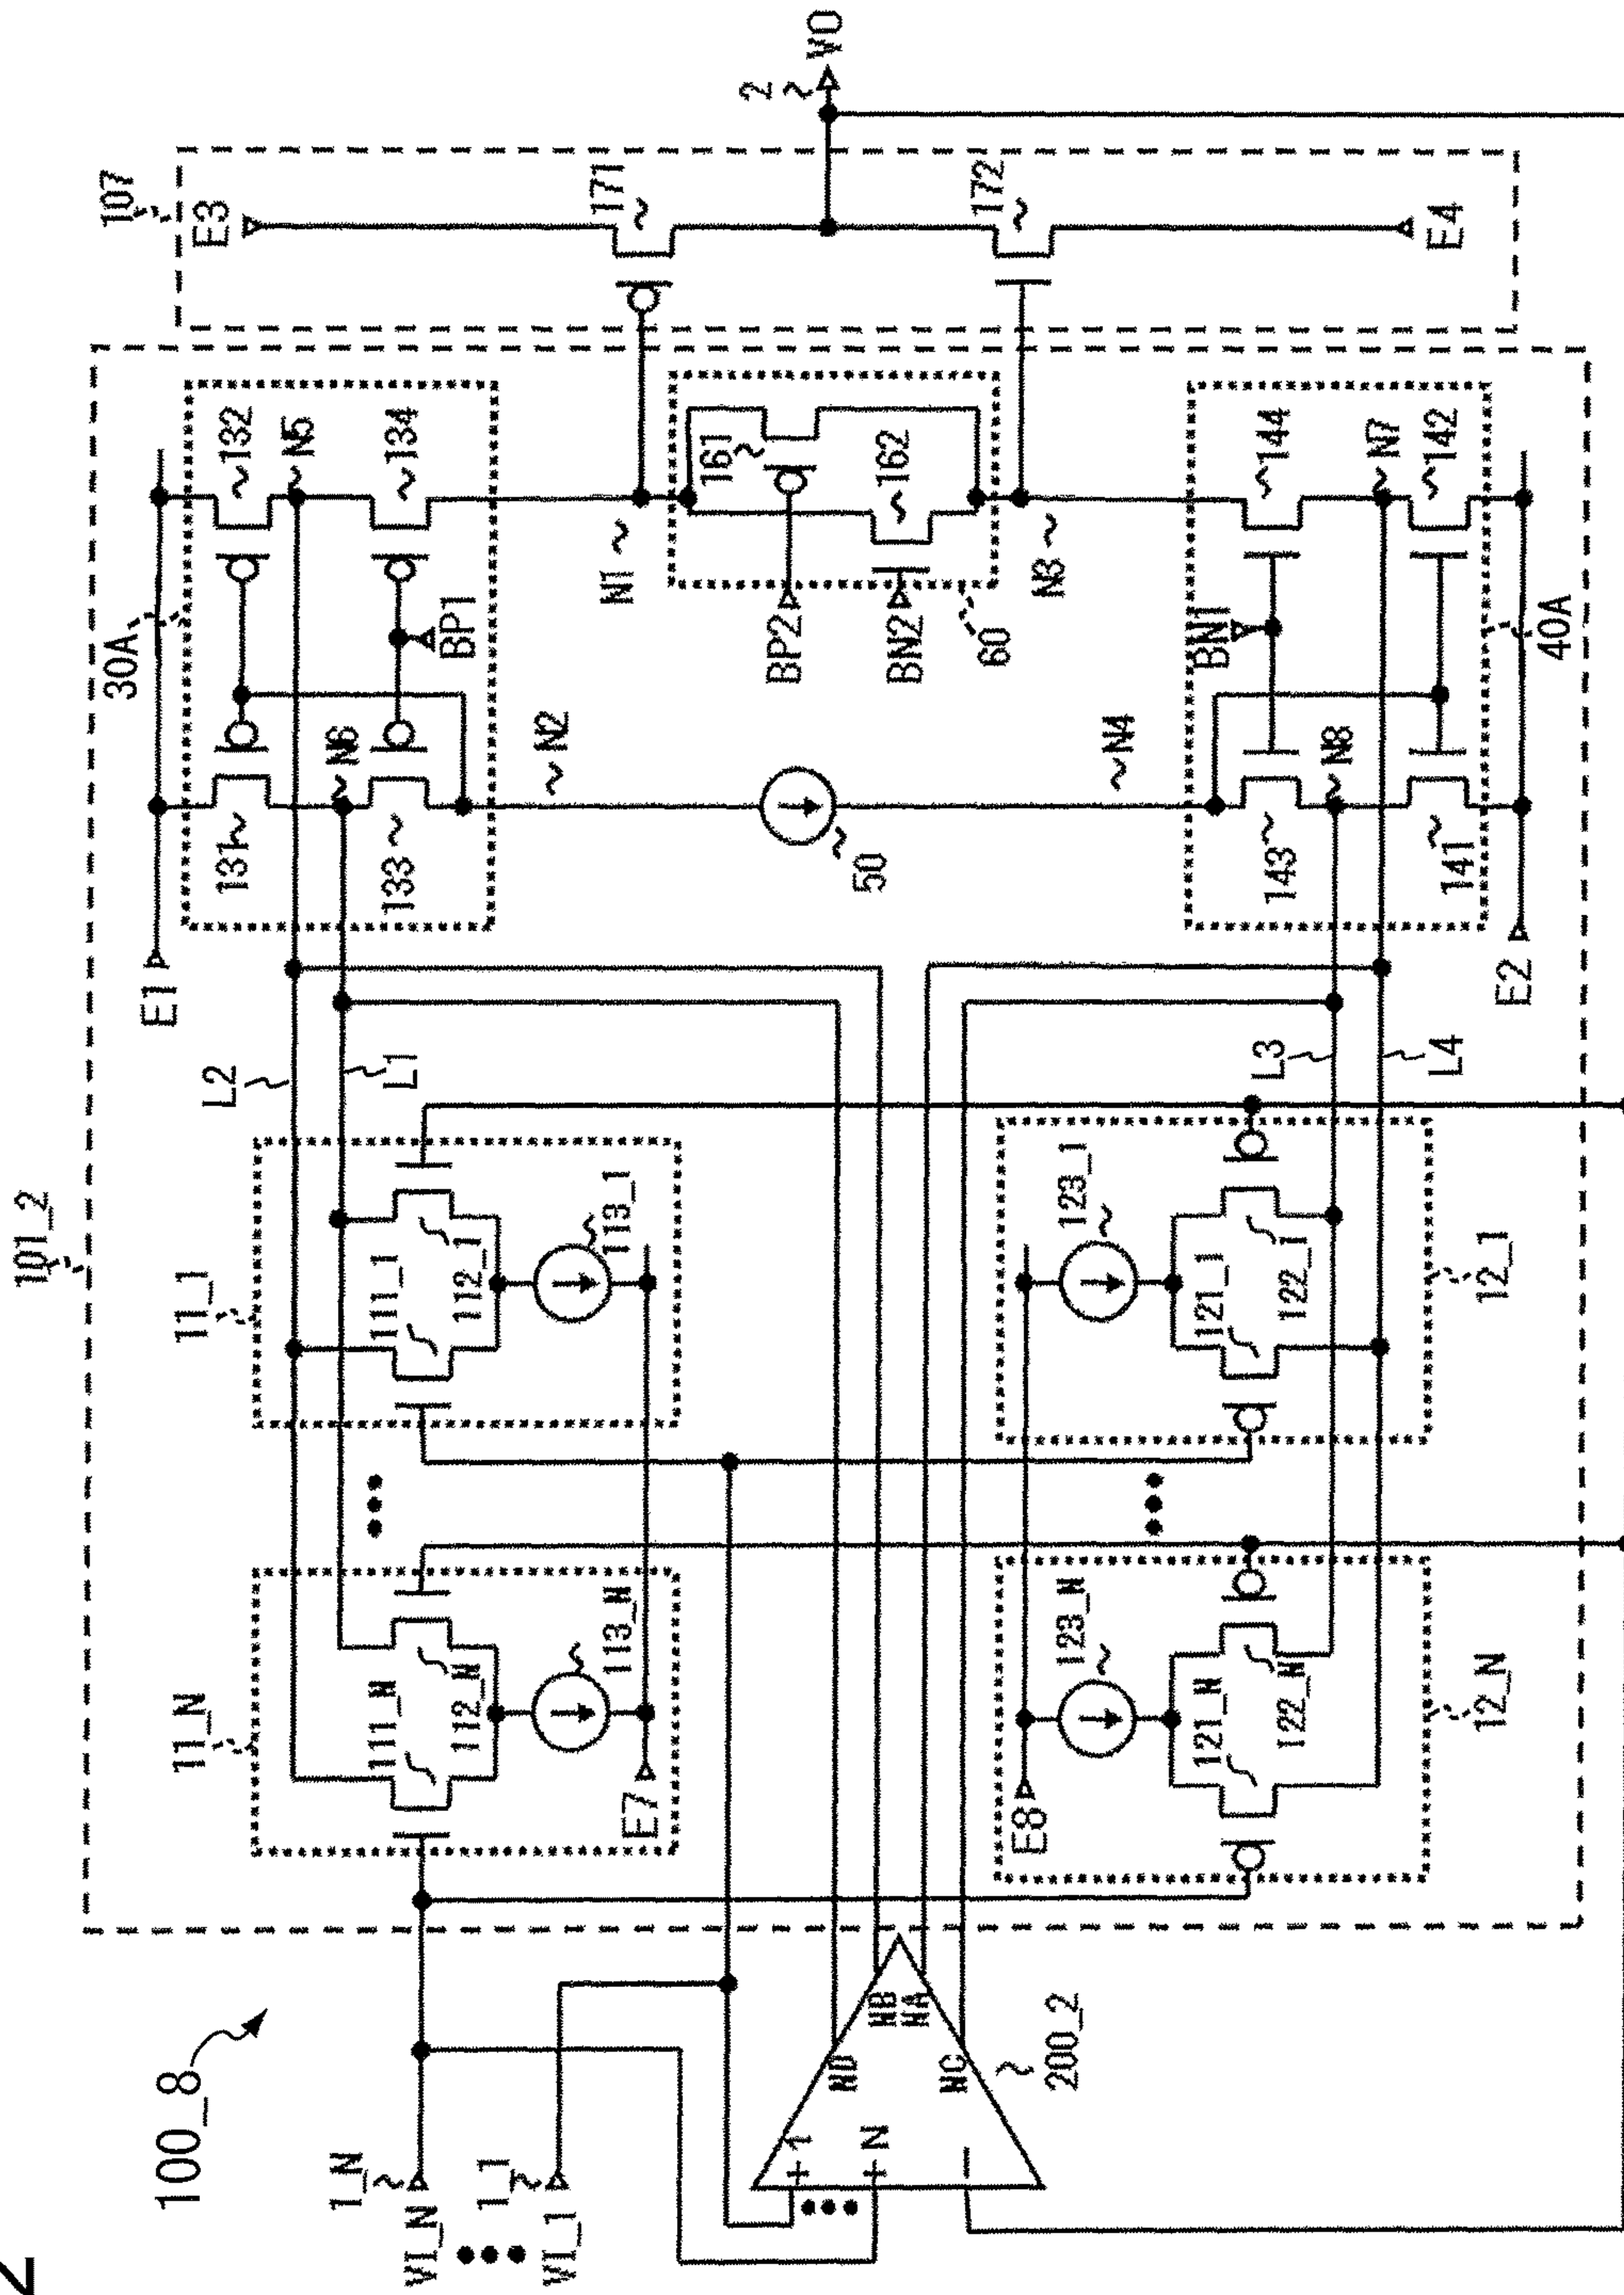 2
100_8
101_2
107
VI_N
1_N
VI_1
1_1
11_N
111_N
112_N
113_N
E7
11_1
111_1
112_1
113_1
L2
L1
E1
30A
131
132
N5
N6
133
134
BP1
N2
N1
50
BP2
BN2
161
162
60
N3
N4
BN1
143
144
N7
N8
141
142
40A
E2
E3
171
172
E4
2
VO
L3
L4
E8
12_N
121_N
122_N
123_N
12_1
121_1
122_1
123_1
+ 1
+ N
−
ND
NB
NA
NC
200_2